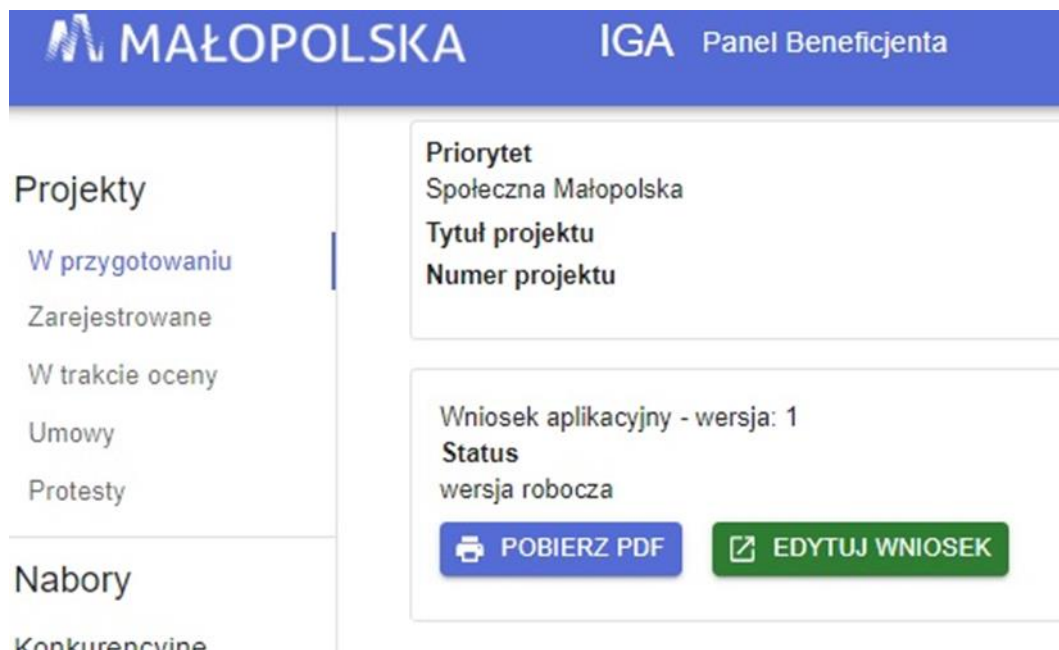 MAŁOPOLSKA IGA Panel Beneficjenta
Projekty
W przygotowaniu
Zarejestrowane
W trakcie oceny
Umowy
Protesty
Nabory
Konkurencyjne
Priorytet
Społeczna Małopolska
Tytuł projektu
Numer projektu
Wniosek aplikacyjny - wersja: 1
Status
wersja robocza
POBIERZ PDF EDYTUJ WNIOSEK